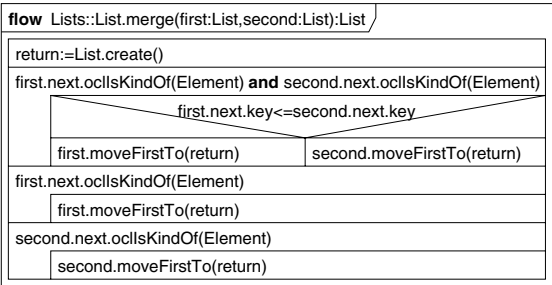 flow Lists::List.merge(first:List,second:List):List
return:=List.create()
first.next.oclIsKindOf(Element) and second.next.oclIsKindOf(Element)
first.next.key<=second.next.key
first.moveFirstTo(return) second.moveFirstTo(return)
first.next.oclIsKindOf(Element)
first.moveFirstTo(return)
second.next.oclIsKindOf(Element)
second.moveFirstTo(return)